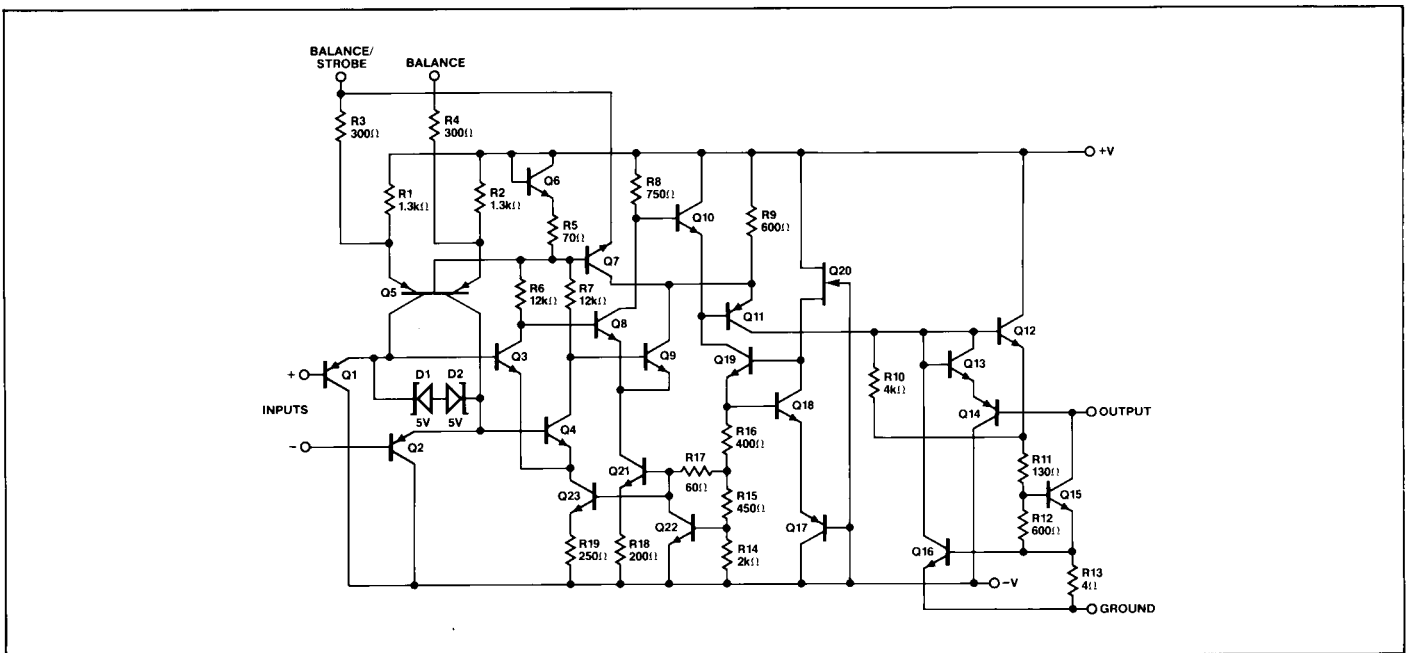 BALANCE/
STROBE
BALANCE
R3
300Ω
R4
300Ω
+V
R1
1.3kΩ
R2
1.3kΩ
Q6
R5
70Ω
R8
750Ω
Q10
R9
600Ω
Q7
Q20
Q5
R6
12kΩ
R7
12kΩ
Q8
Q11
Q12
Q3
Q9
Q19
Q13
+
Q1
D1
D2
5V
5V
R10
4kΩ
INPUTS
Q18
Q14
OUTPUT
−
Q2
Q4
R16
400Ω
R17
60Ω
Q21
R11
130Ω
Q15
Q23
R15
450Ω
R12
600Ω
Q22
Q17
Q16
R19
250Ω
R18
200Ω
R14
2kΩ
R13
4Ω
−V
GROUND